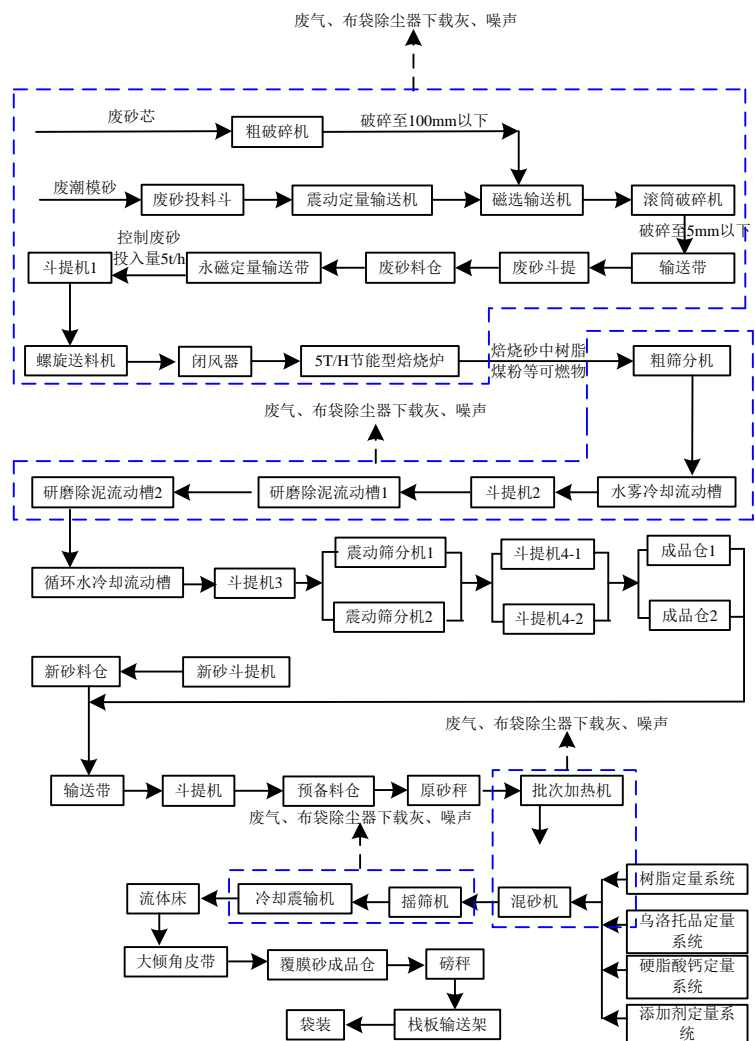 废气、布袋除尘器下载灰、噪声
废砂芯
粗破碎机
破碎至100mm以下
废潮模砂
废砂投料斗
震动定量输送机
磁选输送机
滚筒破碎机
破碎至5mm以下
控制废砂
投入量5t/h
斗提机1
永磁定量输送带
废砂料仓
废砂斗提
输送带
螺旋送料机
闭风器
5T/H节能型焙烧炉
焙烧砂中树脂
煤粉等可燃物
粗筛分机
废气、布袋除尘器下载灰、噪声
研磨除泥流动槽2
研磨除泥流动槽1
斗提机2
水雾冷却流动槽
循环水冷却流动槽
斗提机3
震动筛分机1
震动筛分机2
斗提机4-1
斗提机4-2
成品仓1
成品仓2
新砂料仓
新砂斗提机
废气、布袋除尘器下载灰、噪声
输送带
斗提机
预备料仓
原砂秤
批次加热机
废气、布袋除尘器下载灰、噪声
流体床
冷却震输机
摇筛机
混砂机
树脂定量系统
乌洛托品定量
系统
硬脂酸钙定量
系统
添加剂定量系
统
大倾角皮带
覆膜砂成品仓
磅秤
袋装
栈板输送架